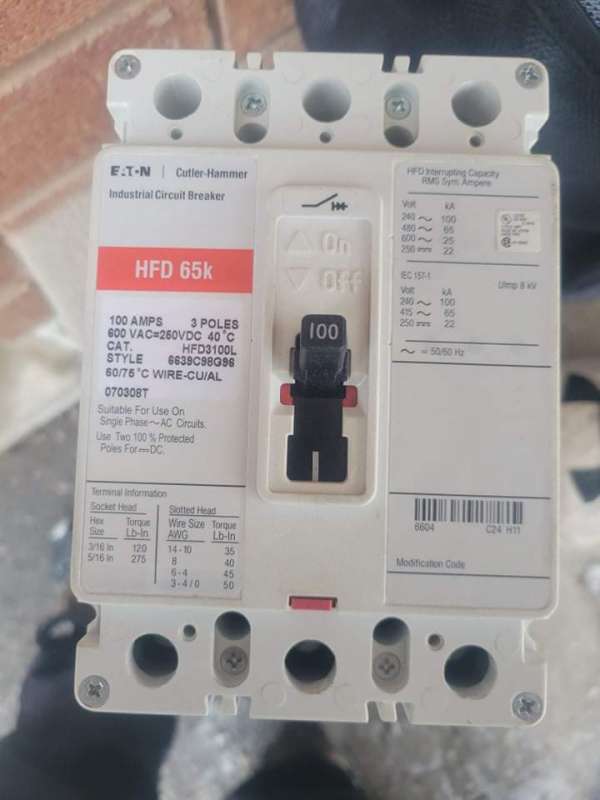 EATON | Cutler-Hammer
Industrial Circuit Breaker
HFD 65k
100 AMPS 3 POLES
600 VAC=250VDC 40°C
CAT. HFD3100L
STYLE 6639C98G96
60/75°C WIRE-CU/AL
070308T
Suitable For Use On
Single Phase ~ AC Circuits.
Use Two 100 % Protected
Poles For ⎓ DC.
Terminal Information
Socket Head Slotted Head
Hex Torque Wire Size Torque
Size Lb-In AWG Lb-In
3/16 In 120 14 - 10 35
5/16 In 275 8 40
6-4 45
3-4/0 50
△ On
▽ Off
100
HFD Interrupting Capacity
RMS Sym. Ampere
Volt kA
240 ~ 100
480 ~ 65
600 ~ 25
250 ⎓ 22
IEC 157-1 UImp 8 kV
Volt kA
240 ~ 100
415 ~ 65
250 ⎓ 22
~ = 50/60 Hz
6604 C24 H11
Modification Code